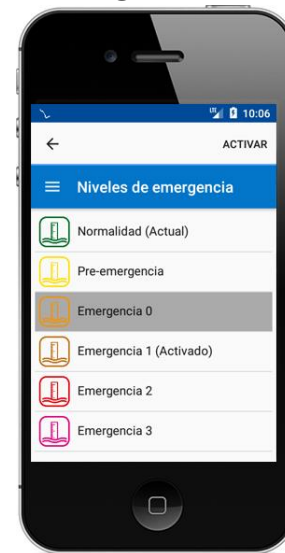 10:06
ACTIVAR
Niveles de emergencia
Normalidad (Actual)
Pre-emergencia
Emergencia 0
Emergencia 1 (Activado)
Emergencia 2
Emergencia 3